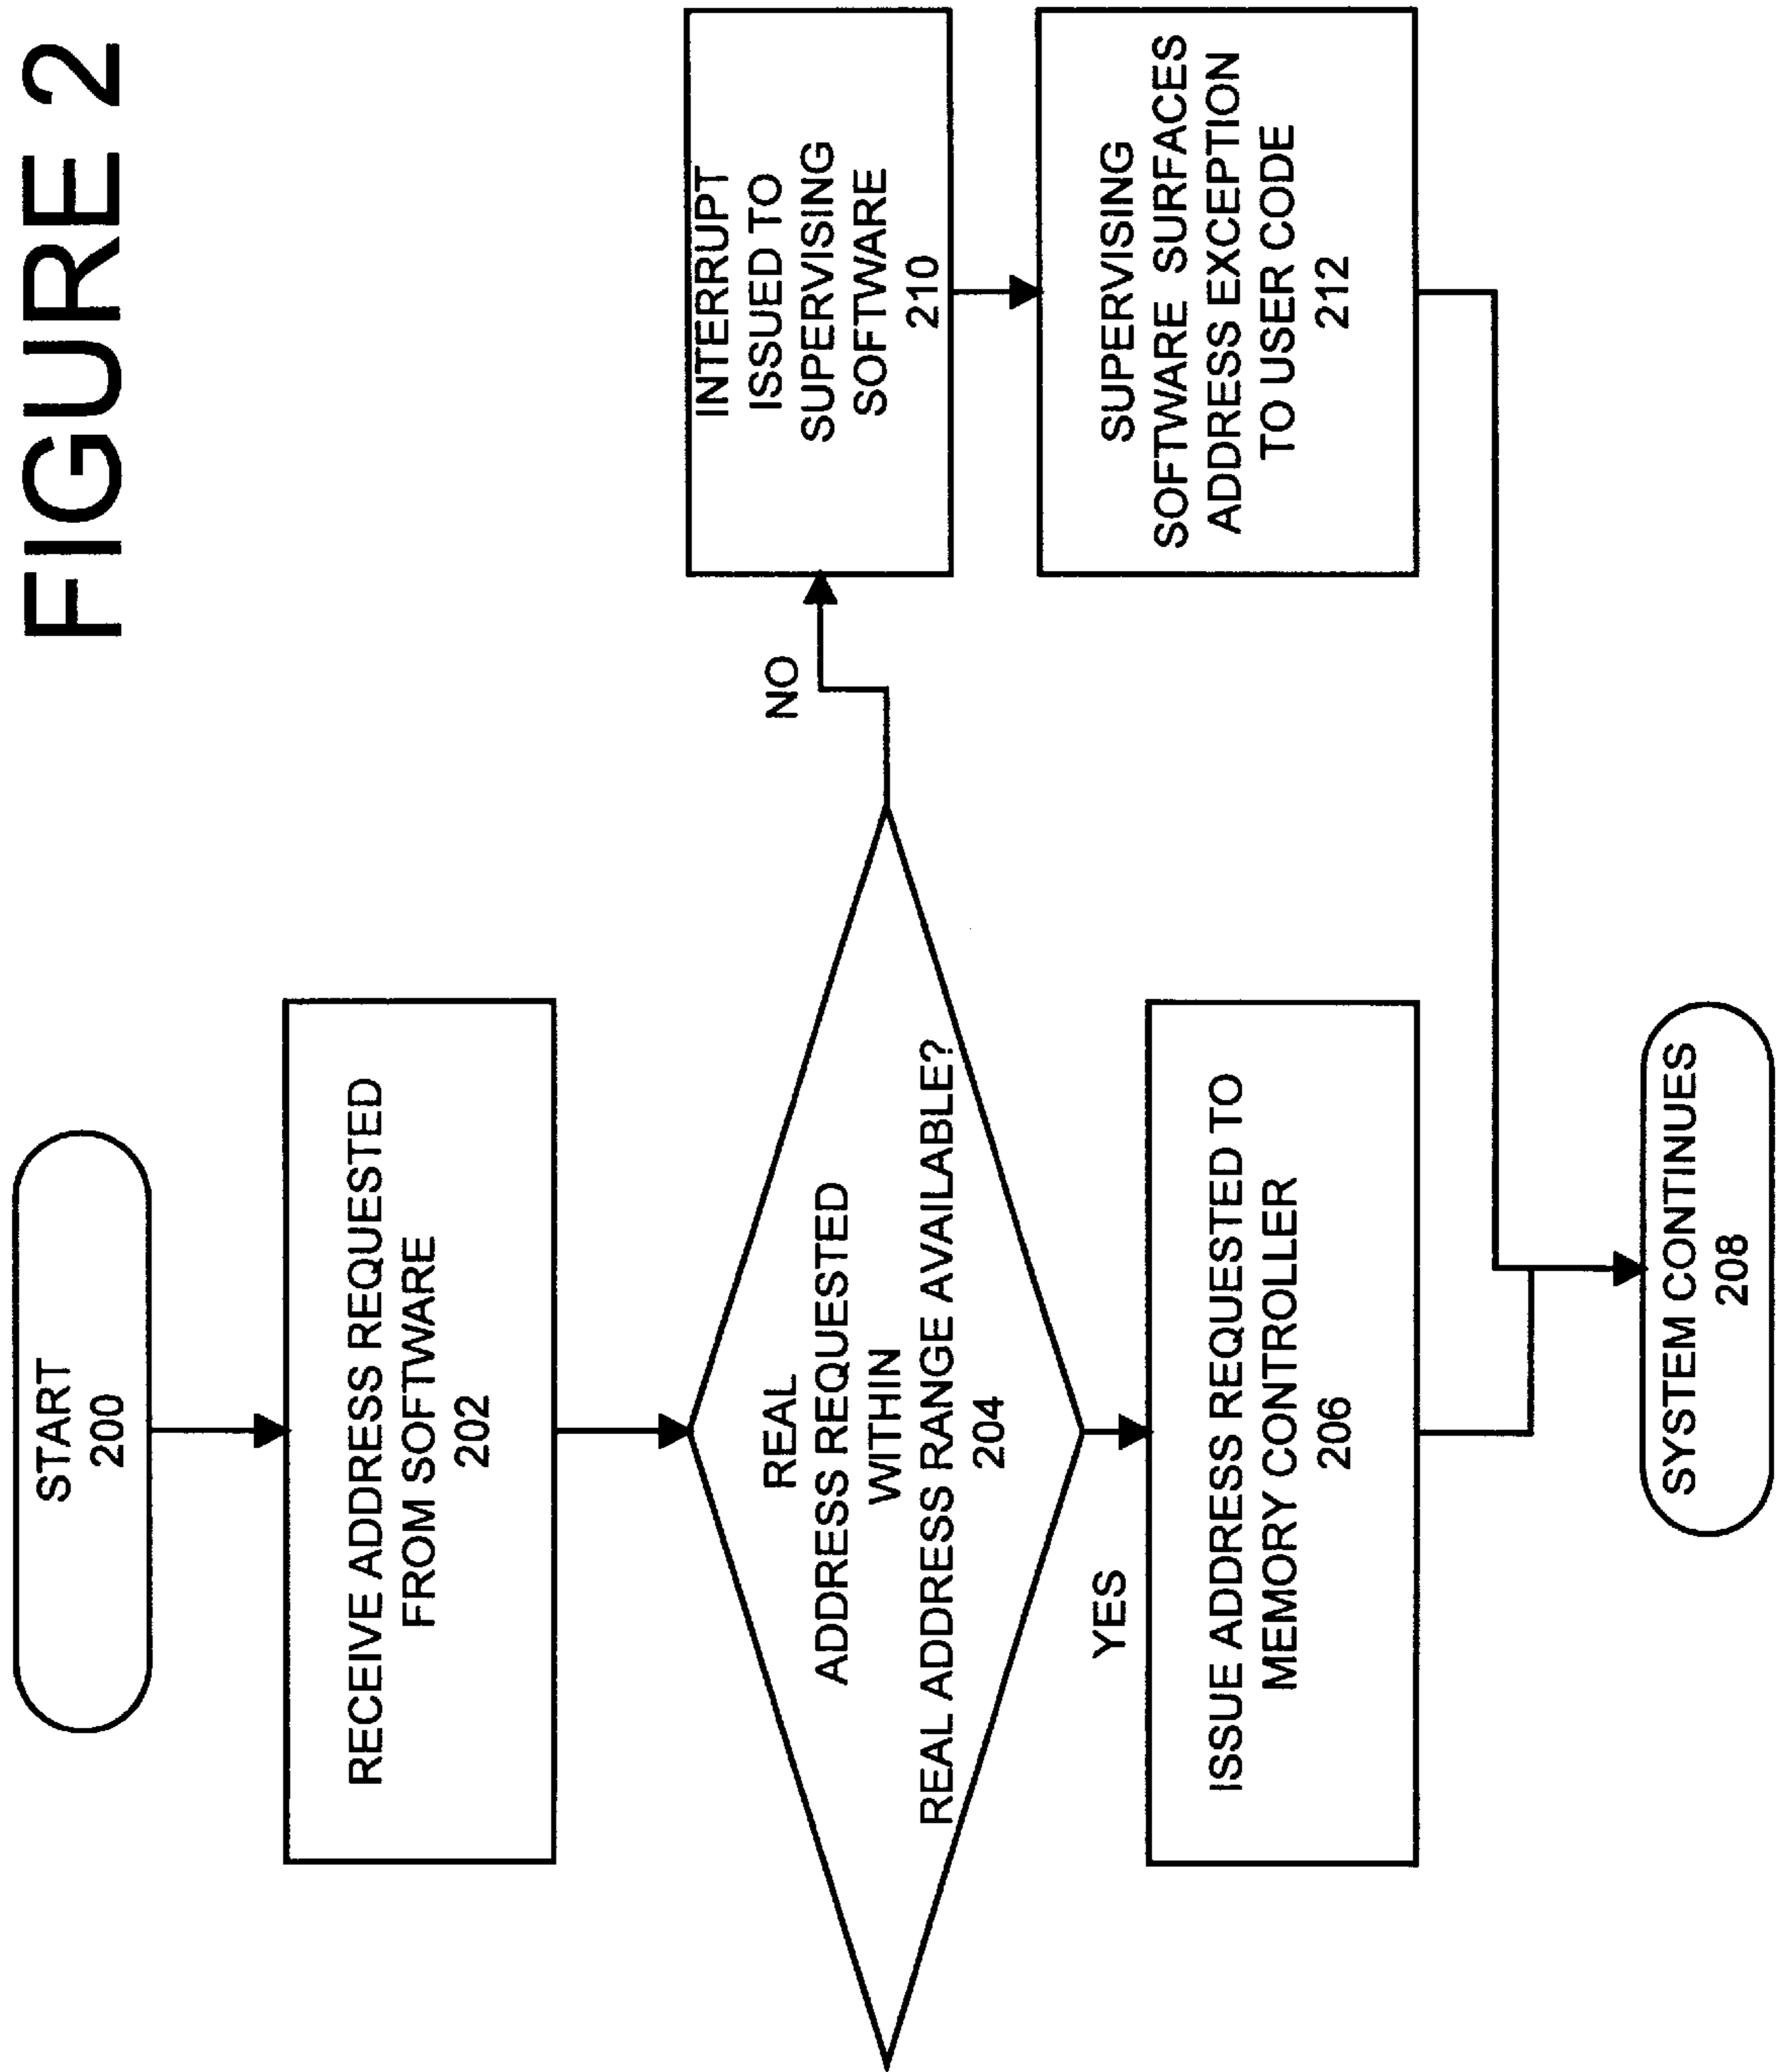 FIGURE 2
START
200
RECEIVE ADDRESS REQUESTED
FROM SOFTWARE
202
REAL
ADDRESS REQUESTED
WITHIN
REAL ADDRESS RANGE AVAILABLE?
204
NO
INTERRUPT
ISSUED TO
SUPERVISING
SOFTWARE
210
SUPERVISING
SOFTWARE SURFACES
ADDRESS EXCEPTION
TO USER CODE
212
YES
ISSUE ADDRESS REQUESTED TO
MEMORY CONTROLLER
206
SYSTEM CONTINUES
208